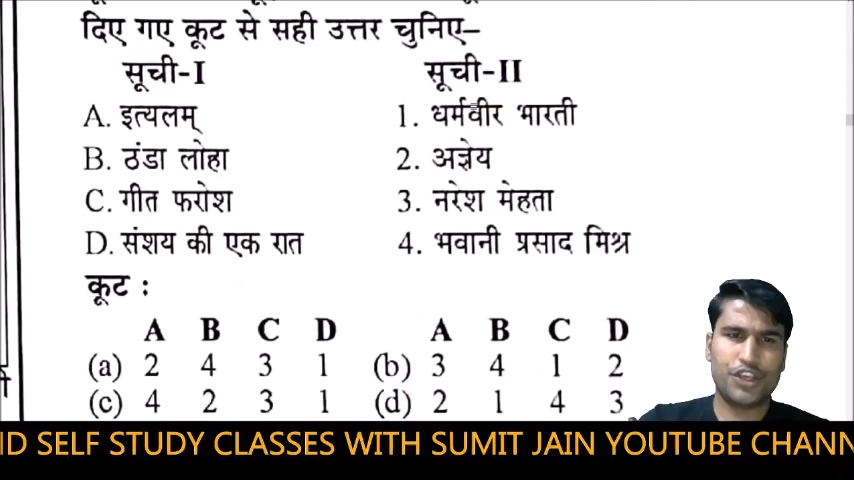 दिए गए कूट से सही उत्तर चुनिए–
सूची-I सूची-II
A. इत्यलम् 1. धर्मवीर भारती
B. ठंडा लोहा 2. अज्ञेय
C. गीत फरोश 3. नरेश मेहता
D. संशय की एक रात 4. भवानी प्रसाद मिश्र
कूट :
A B C D A B C D
(a) 2 4 3 1 (b) 3 4 1 2
(c) 4 2 3 1 (d) 2 1 4 3
ND SELF STUDY CLASSES WITH SUMIT JAIN YOUTUBE CHANN